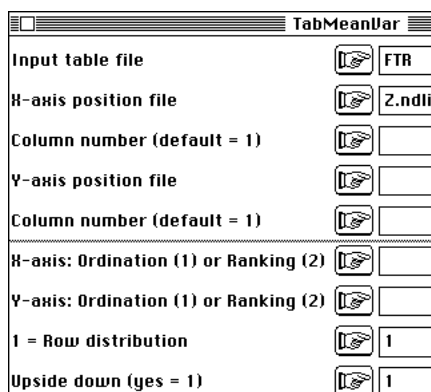 TabMeanVar
Input table file FTR
X-axis position file Z.ndli
Column number (default = 1)
Y-axis position file
Column number (default = 1)
X-axis: Ordination (1) or Ranking (2)
Y-axis: Ordination (1) or Ranking (2)
1 = Row distribution 1
Upside down (yes = 1) 1